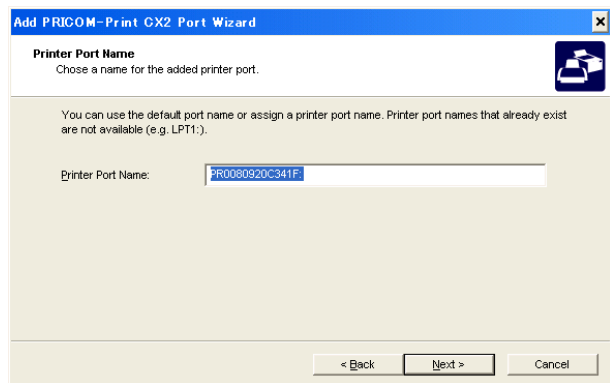 Add PRICOM-Print CX2 Port Wizard
Printer Port Name
Chose a name for the added printer port.
You can use the default port name or assign a printer port name. Printer port names that already exist
are not available (e.g. LPT1:).
Printer Port Name: PR0080920C341F:
< Back Next > Cancel